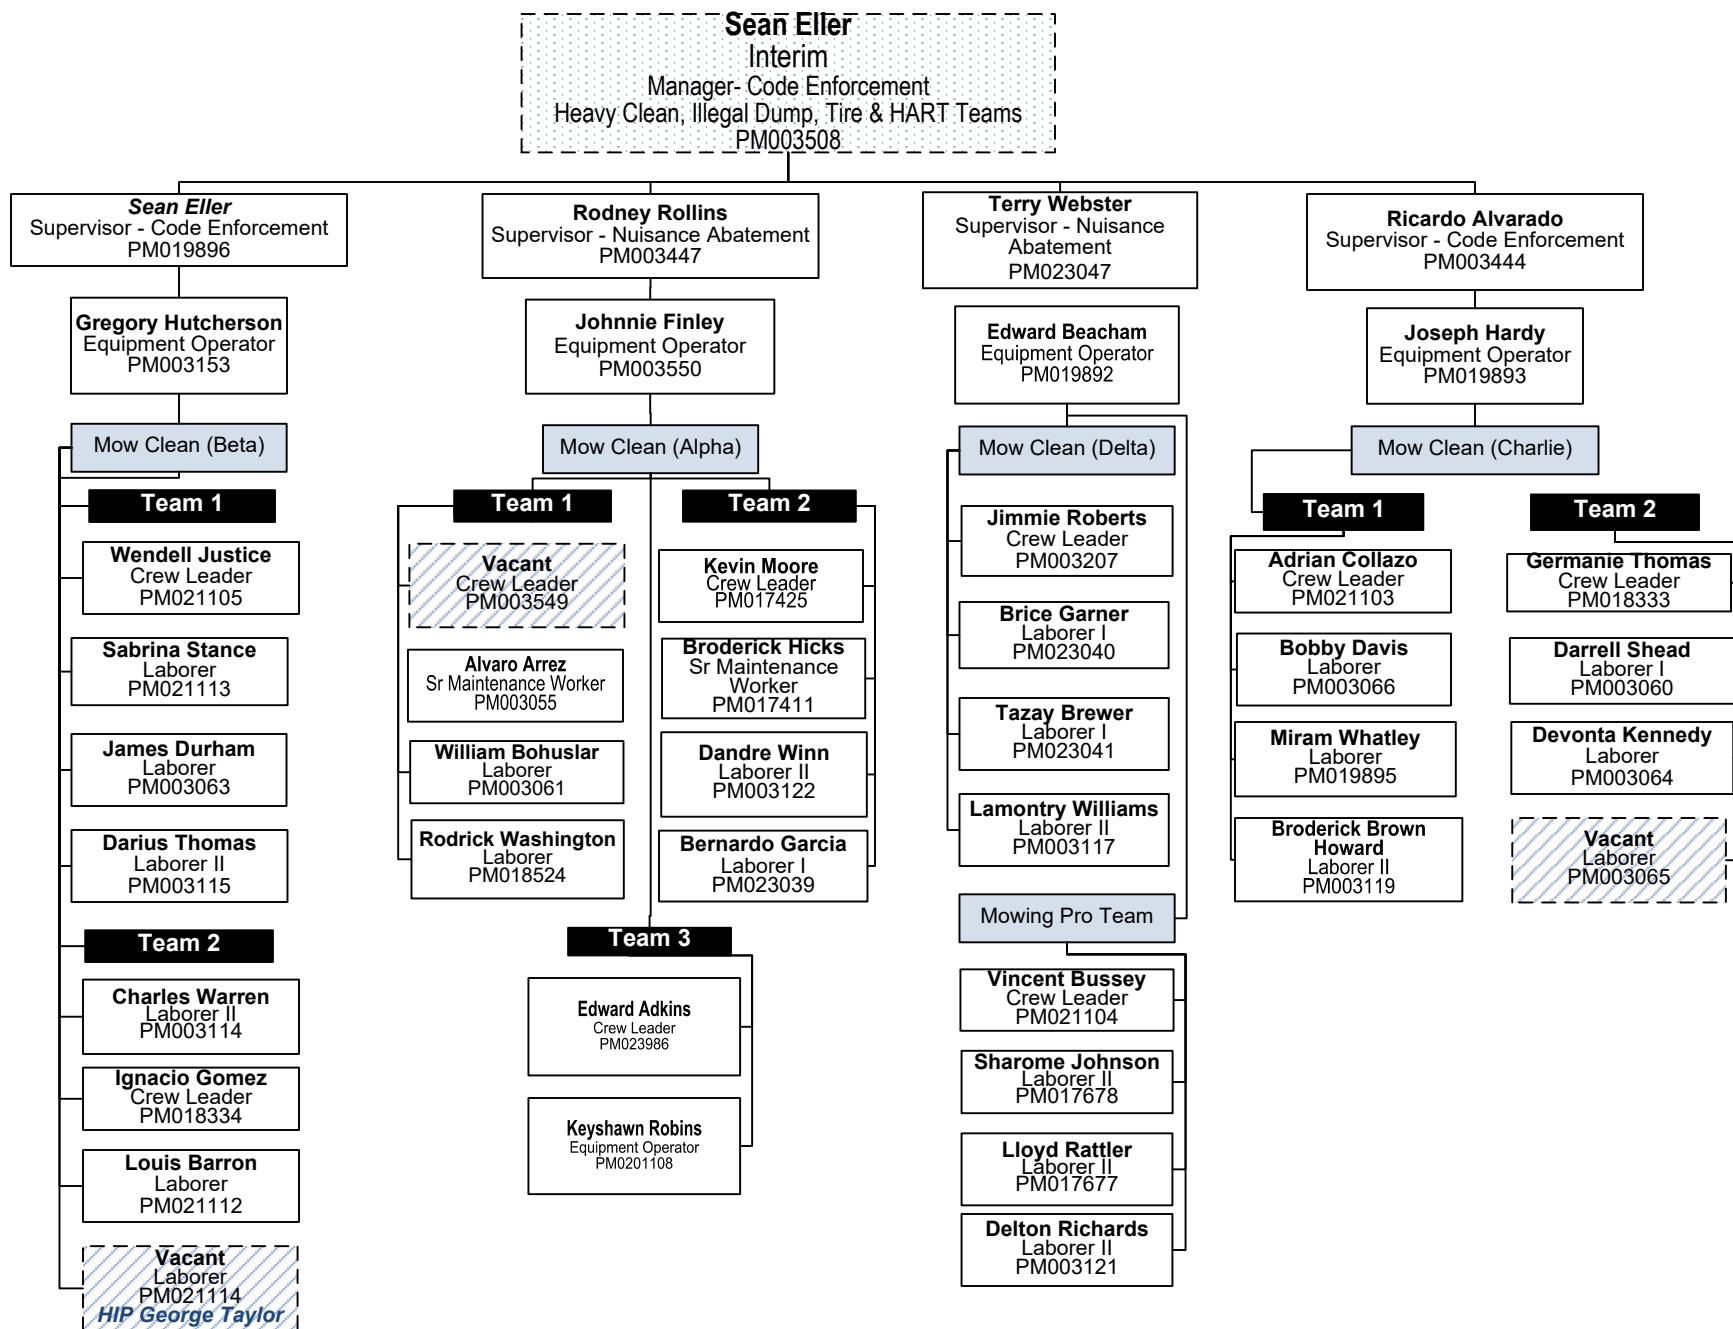 Sean Eller
Interim
Manager- Code Enforcement
Heavy Clean, Illegal Dump, Tire & HART Teams
PM003508
Sean Eller
Supervisor - Code Enforcement
PM019896
Gregory Hutcherson
Equipment Operator
PM003153
Mow Clean (Beta)
Team 1
Wendell Justice
Crew Leader
PM021105
Sabrina Stance
Laborer
PM021113
James Durham
Laborer
PM003063
Darius Thomas
Laborer II
PM003115
Team 2
Charles Warren
Laborer II
PM003114
Ignacio Gomez
Crew Leader
PM018334
Louis Barron
Laborer
PM021112
Vacant
Laborer
PM021114
HIP George Taylor
Rodney Rollins
Supervisor - Nuisance Abatement
PM003447
Johnnie Finley
Equipment Operator
PM003550
Mow Clean (Alpha)
Team 1
Vacant
Crew Leader
PM003549
Alvaro Arrez
Sr Maintenance Worker
PM003055
William Bohuslar
Laborer
PM003061
Rodrick Washington
Laborer
PM018524
Team 2
Kevin Moore
Crew Leader
PM017425
Broderick Hicks
Sr Maintenance
Worker
PM017411
Dandre Winn
Laborer II
PM003122
Bernardo Garcia
Laborer I
PM023039
Team 3
Edward Adkins
Crew Leader
PM023986
Keyshawn Robins
Equipment Operator
PM0201108
Terry Webster
Supervisor - Nuisance
Abatement
PM023047
Edward Beacham
Equipment Operator
PM019892
Mow Clean (Delta)
Jimmie Roberts
Crew Leader
PM003207
Brice Garner
Laborer I
PM023040
Tazay Brewer
Laborer I
PM023041
Lamontry Williams
Laborer II
PM003117
Mowing Pro Team
Vincent Bussey
Crew Leader
PM021104
Sharome Johnson
Laborer II
PM017678
Lloyd Rattler
Laborer II
PM017677
Delton Richards
Laborer II
PM003121
Ricardo Alvarado
Supervisor - Code Enforcement
PM003444
Joseph Hardy
Equipment Operator
PM019893
Mow Clean (Charlie)
Team 1
Adrian Collazo
Crew Leader
PM021103
Bobby Davis
Laborer
PM003066
Miram Whatley
Laborer
PM019895
Broderick Brown
Howard
Laborer II
PM003119
Team 2
Germanie Thomas
Crew Leader
PM018333
Darrell Shead
Laborer I
PM003060
Devonta Kennedy
Laborer
PM003064
Vacant
Laborer
PM003065